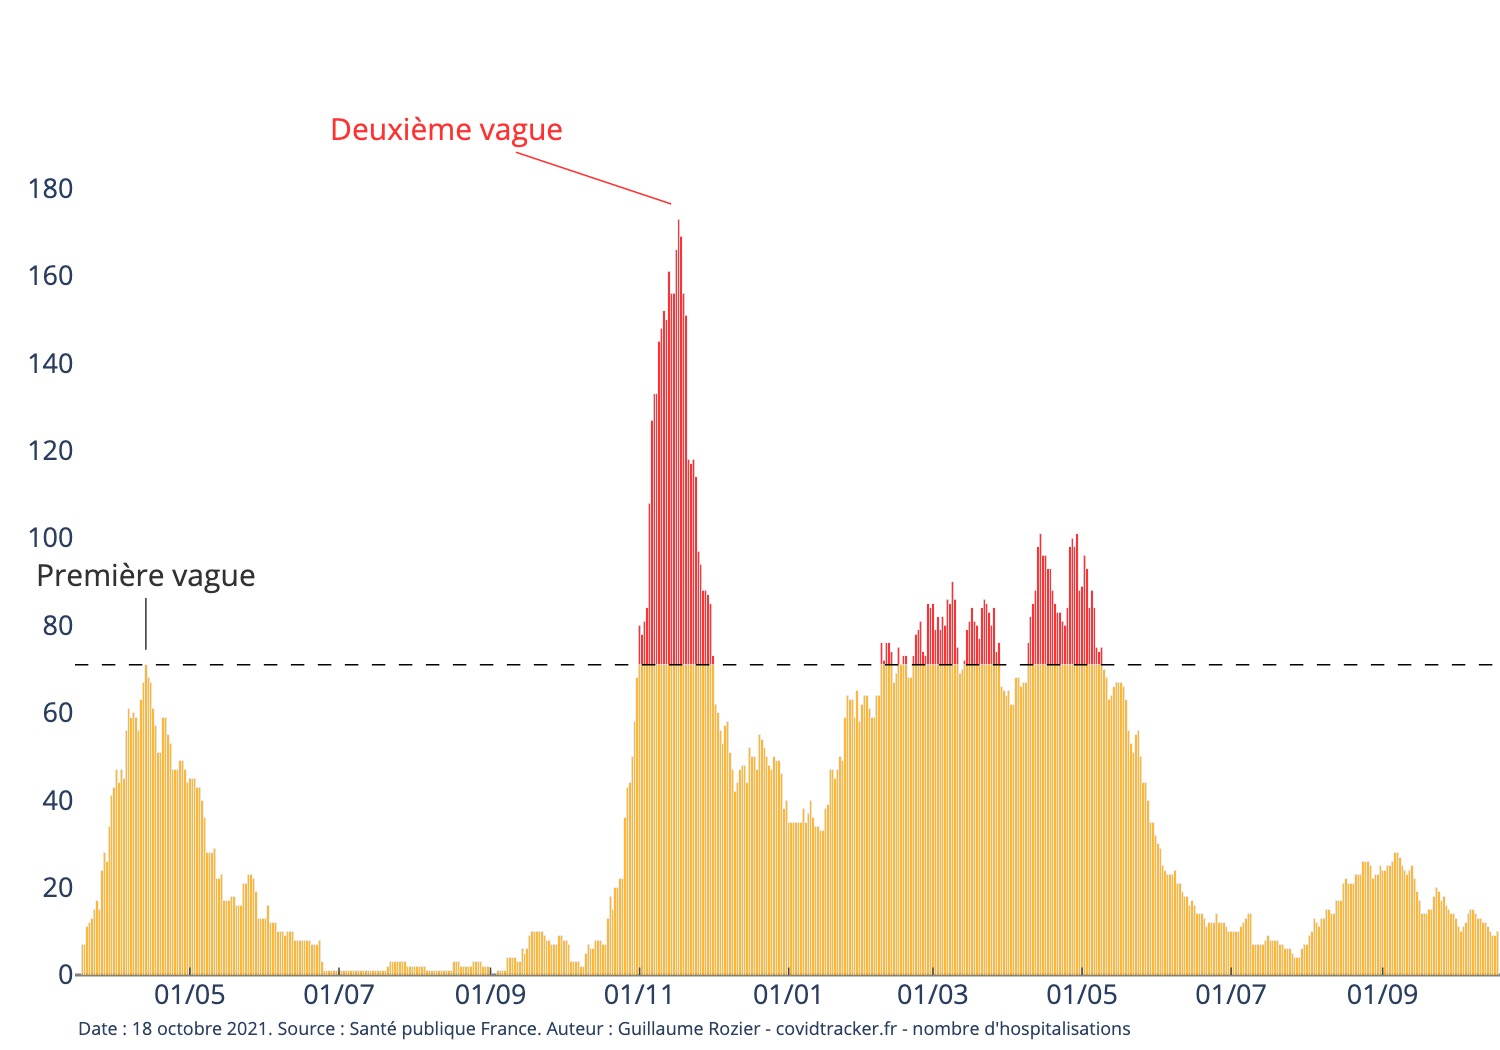 Deuxième vague
180
160
140
120
100
Première vague
80
60
40
20
0
01/05 01/07 01/09 01/11 01/01 01/03 01/05 01/07 01/09
Date : 18 octobre 2021. Source : Santé publique France. Auteur : Guillaume Rozier - covidtracker.fr - nombre d'hospitalisations